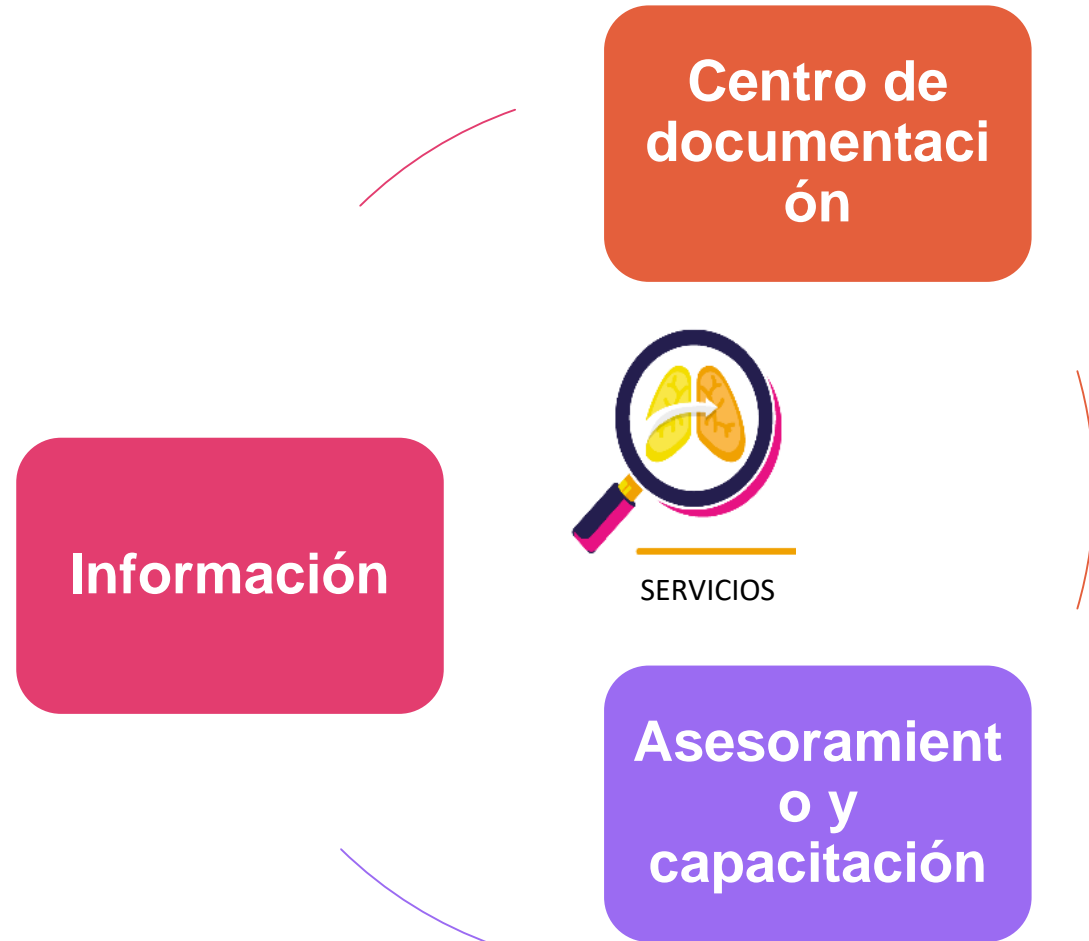 Centro de
documentaci
ón
Información
SERVICIOS
Asesoramient
o y
capacitación